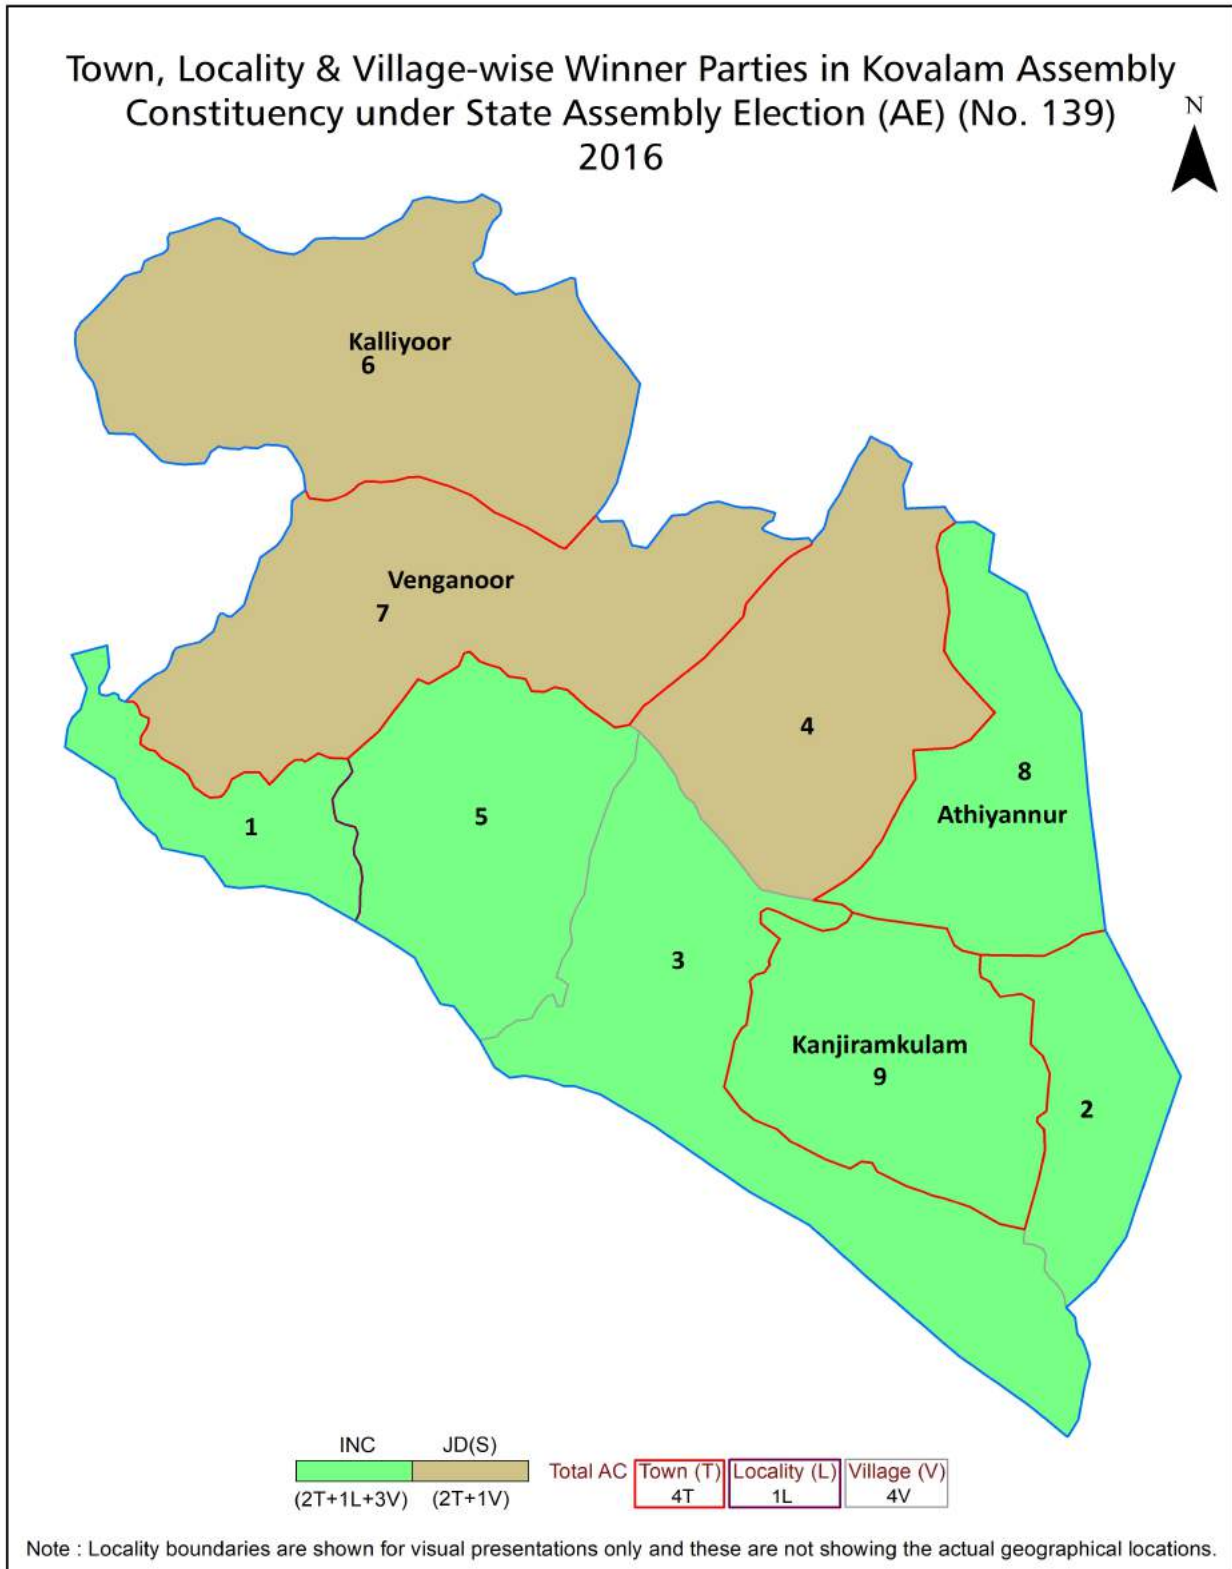 Town, Locality & Village-wise Winner Parties in Kovalam Assembly
Constituency under State Assembly Election (AE) (No. 139)
2016
N
Kalliyoor
6
Venganoor
7
4
8
Athiyannur
1
5
3
Kanjiramkulam
9
2
INC JD(S)
(2T+1L+3V) (2T+1V)
Total AC Town (T) Locality (L) Village (V)
4T 1L 4V
Note : Locality boundaries are shown for visual presentations only and these are not showing the actual geographical locations.